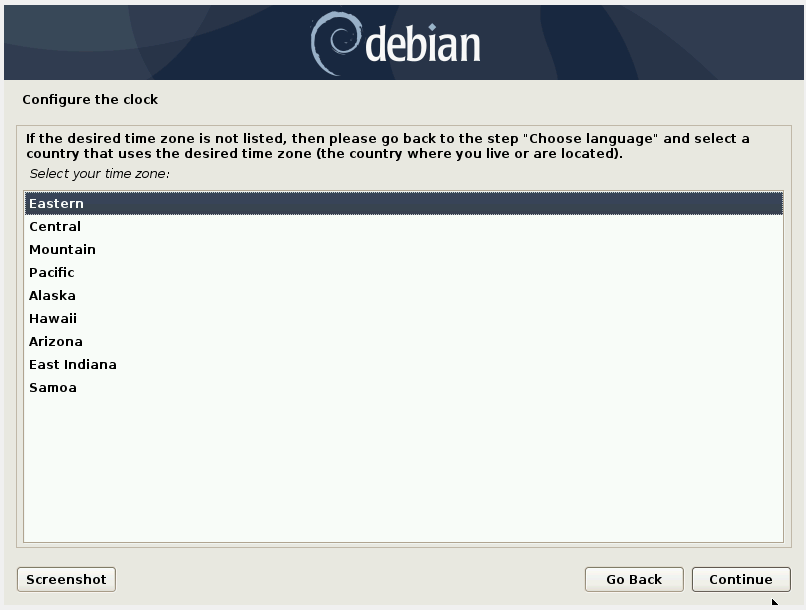 debian
Configure the clock
If the desired time zone is not listed, then please go back to the step "Choose language" and select a
country that uses the desired time zone (the country where you live or are located).
Select your time zone:
Eastern
Central
Mountain
Pacific
Alaska
Hawaii
Arizona
East Indiana
Samoa
Screenshot
Go Back
Continue